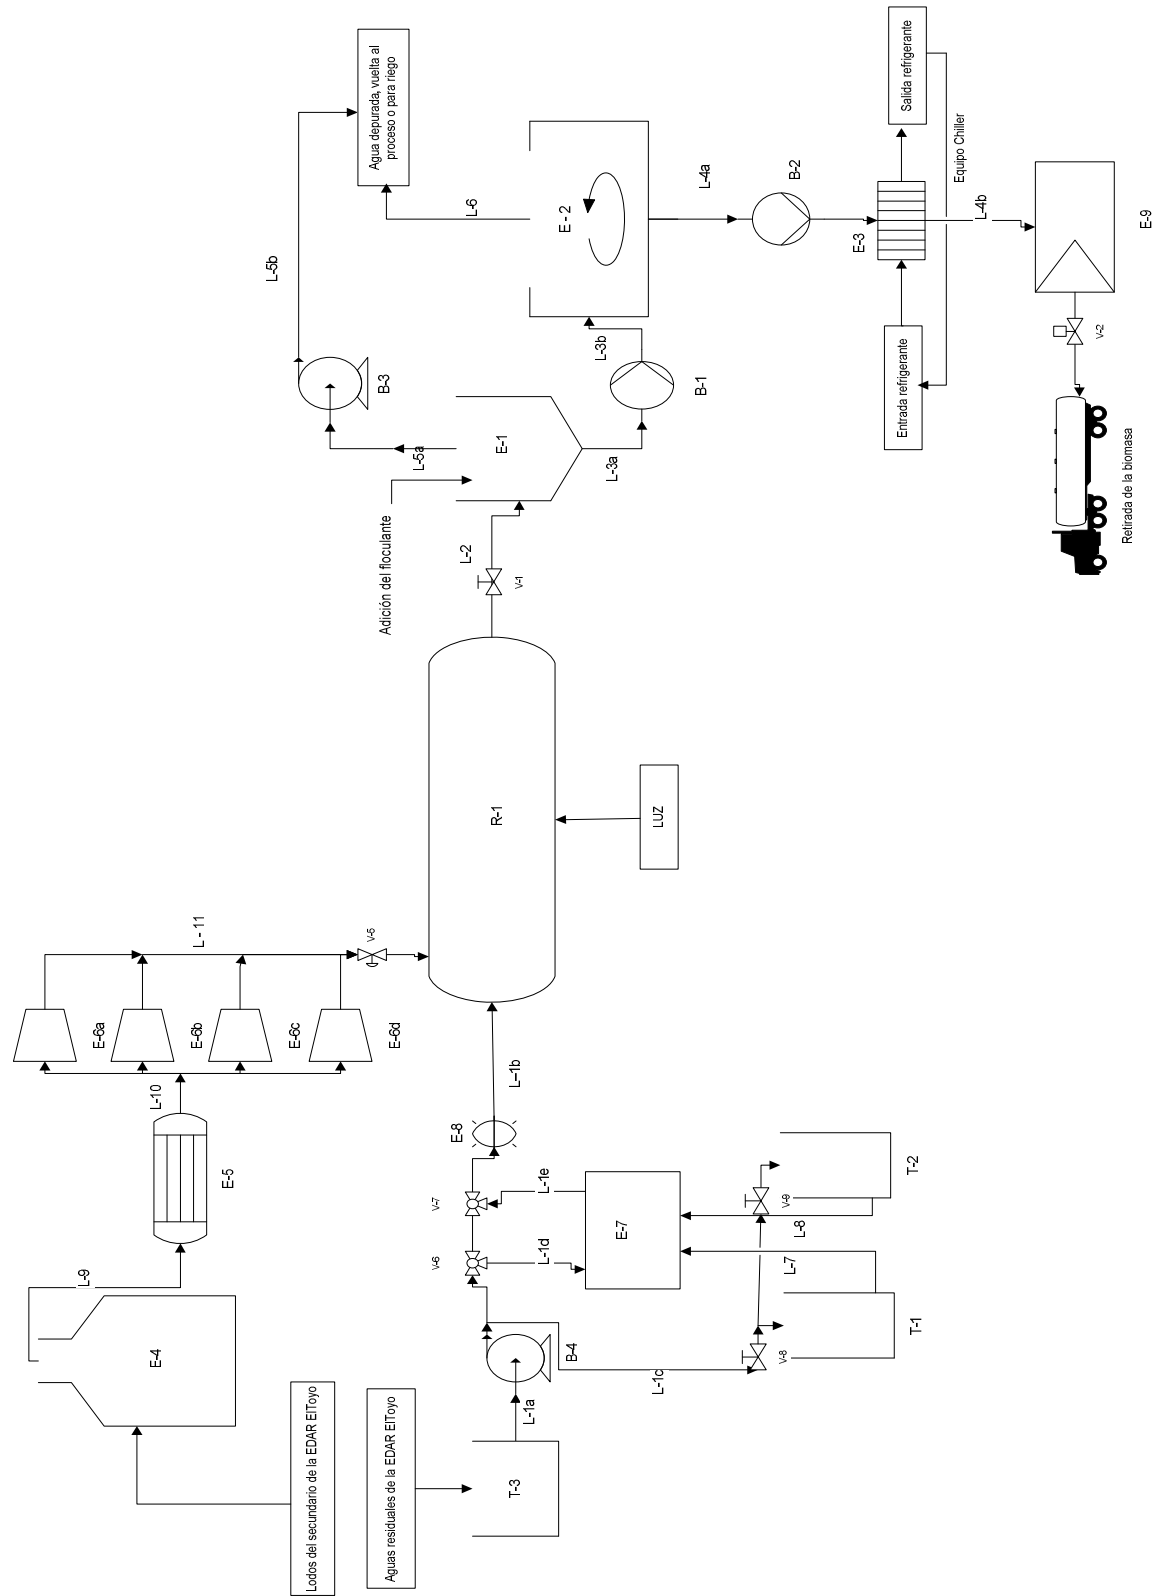 Lodos del secundario de la EDAR ElToyo
E-4
L-9
E-5
L-10
E-6a
E-6b
E-6c
E-6d
L - 11
V-5
Aguas residuales de la EDAR ElToyo
T-3
L-1a
B-4
L-1c
V-8
T-1
L-7
V-9
T-2
L-8
V-6
L-1d
E-7
L-1e
V-7
E-8
L-1b
R-1
LUZ
V-1
L-2
Adición del floculante
E-1
L-5a
B-3
L-5b
Agua depurada, vuelta al
proceso o para riego
L-3a
B-1
L-3b
E - 2
L-6
L-4a
B-2
E-3
Entrada refrigerante
Salida refrigerante
Equipo Chiller
L-4b
E-9
V-2
Retirada de la biomasa